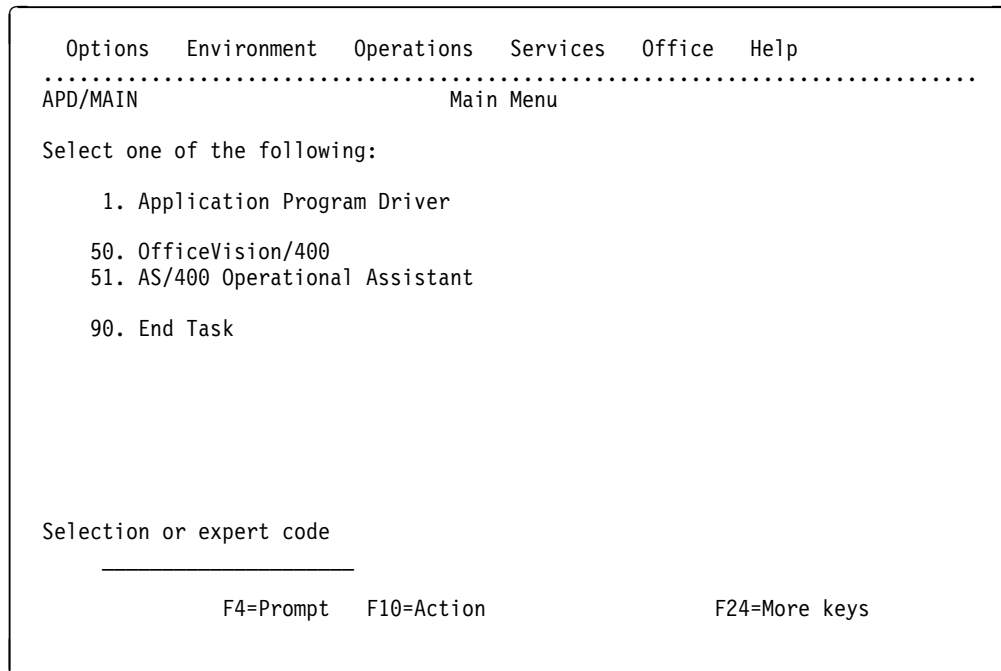 Options   Environment   Operations   Services   Office   Help
..............................................................................
APD/MAIN                          Main Menu
Select one of the following:
1. Application Program Driver
50. OfficeVision/400
51. AS/400 Operational Assistant
90. End Task
Selection or expert code
_____________________
F4=Prompt   F10=Action                   F24=More keys